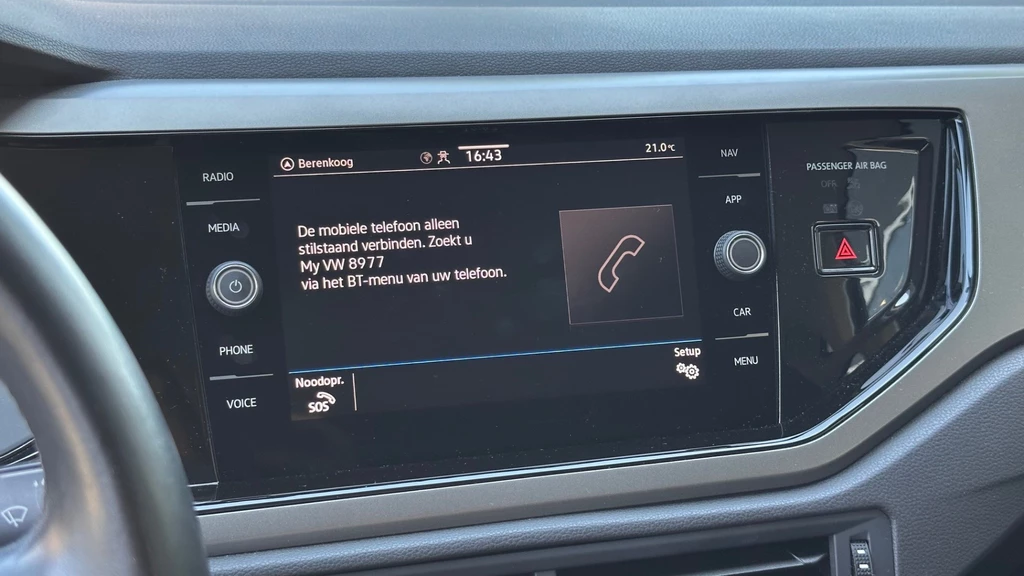 Berenkoog
16:43
21.0°C
RADIO
MEDIA
PHONE
VOICE
De mobiele telefoon alleen
stilstaand verbinden. Zoekt u
My VW 8977
via het BT-menu van uw telefoon.
Noodopr.
SOS
Setup
NAV
APP
CAR
MENU
PASSENGER AIR BAG
OFF